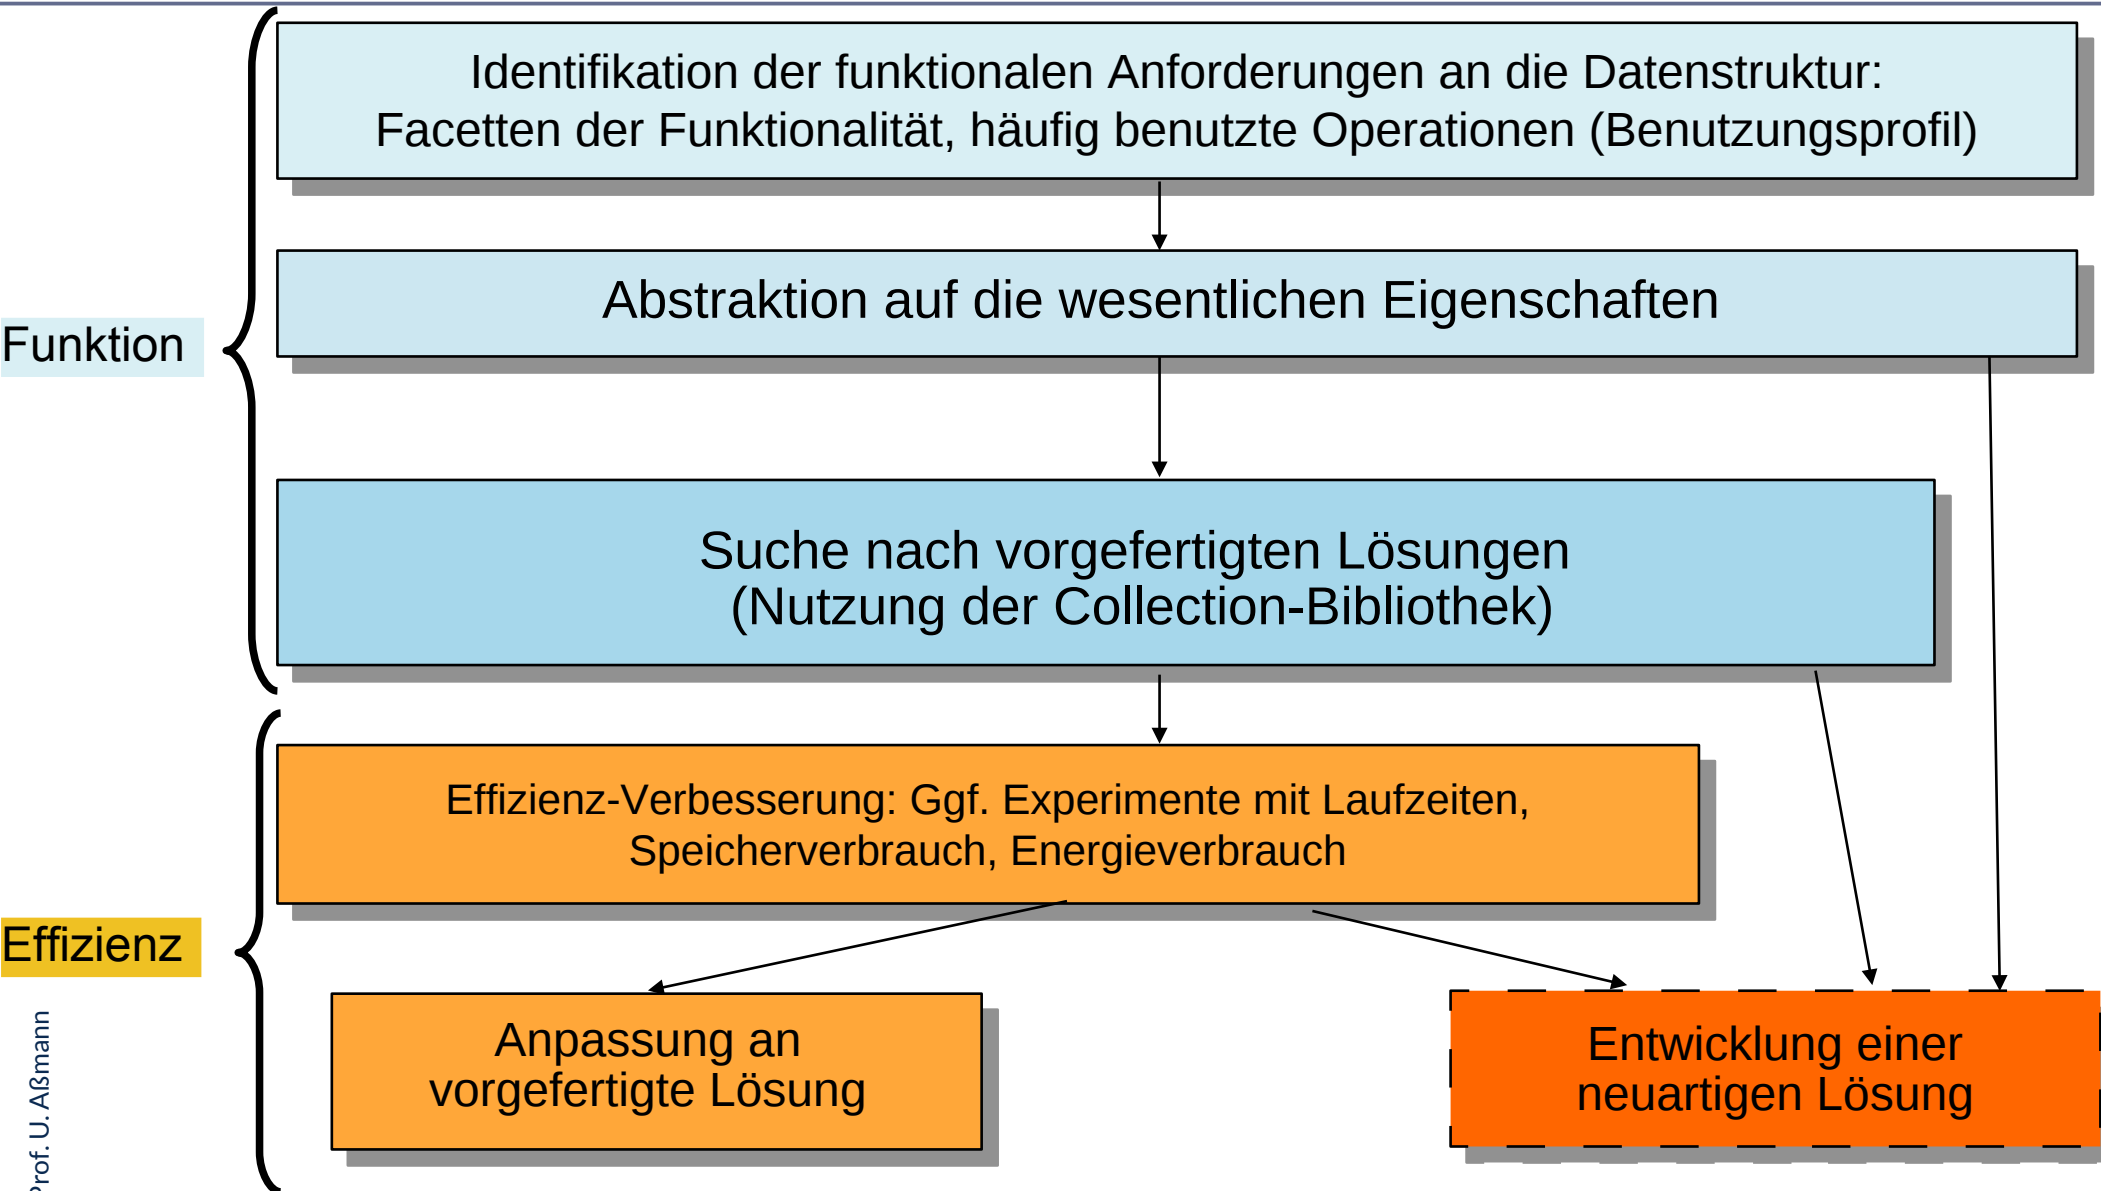 Identifikation der funktionalen Anforderungen an die Datenstruktur:
Facetten der Funktionalität, häufig benutzte Operationen (Benutzungsprofil)
Abstraktion auf die wesentlichen Eigenschaften
Funktion
Suche nach vorgefertigten Lösungen
(Nutzung der Collection-Bibliothek)
Effizienz-Verbesserung: Ggf. Experimente mit Laufzeiten,
Speicherverbrauch, Energieverbrauch
Effizienz
Anpassung an
vorgefertigte Lösung
Entwicklung einer
neuartigen Lösung
Prof. U. Aßmann